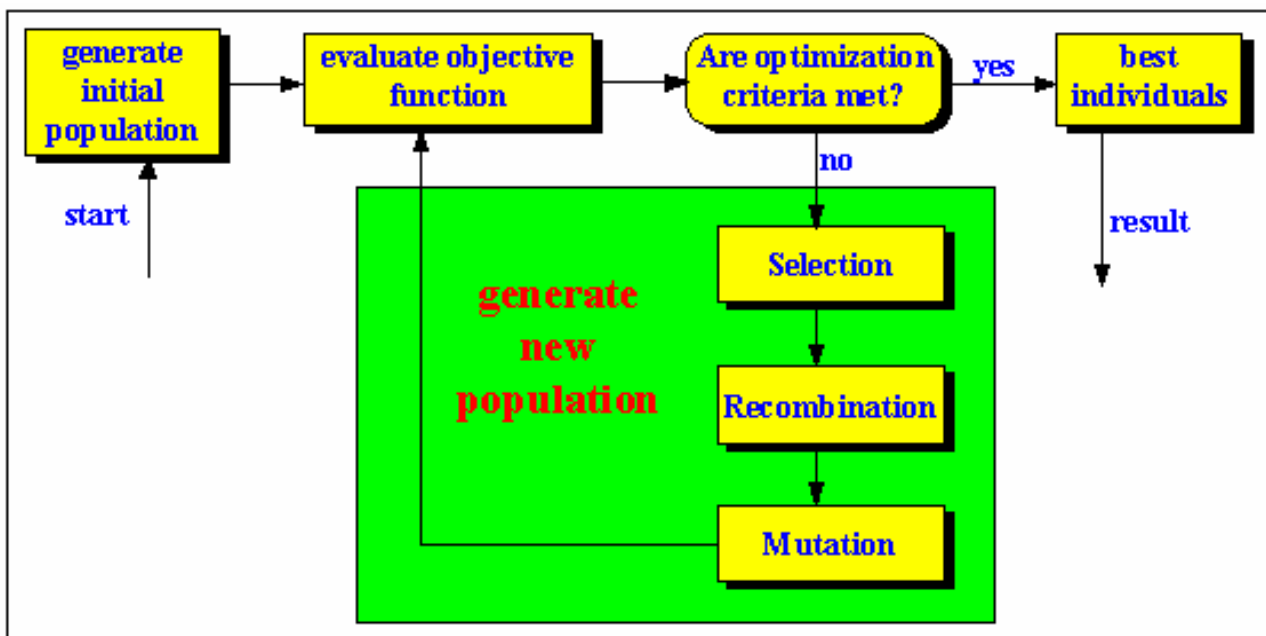 generate
initial
population
evaluate objective
function
Are optimization
criteria met?
yes
best
individuals
no
start
result
Selection
generate
new
population
Recombination
Mutation